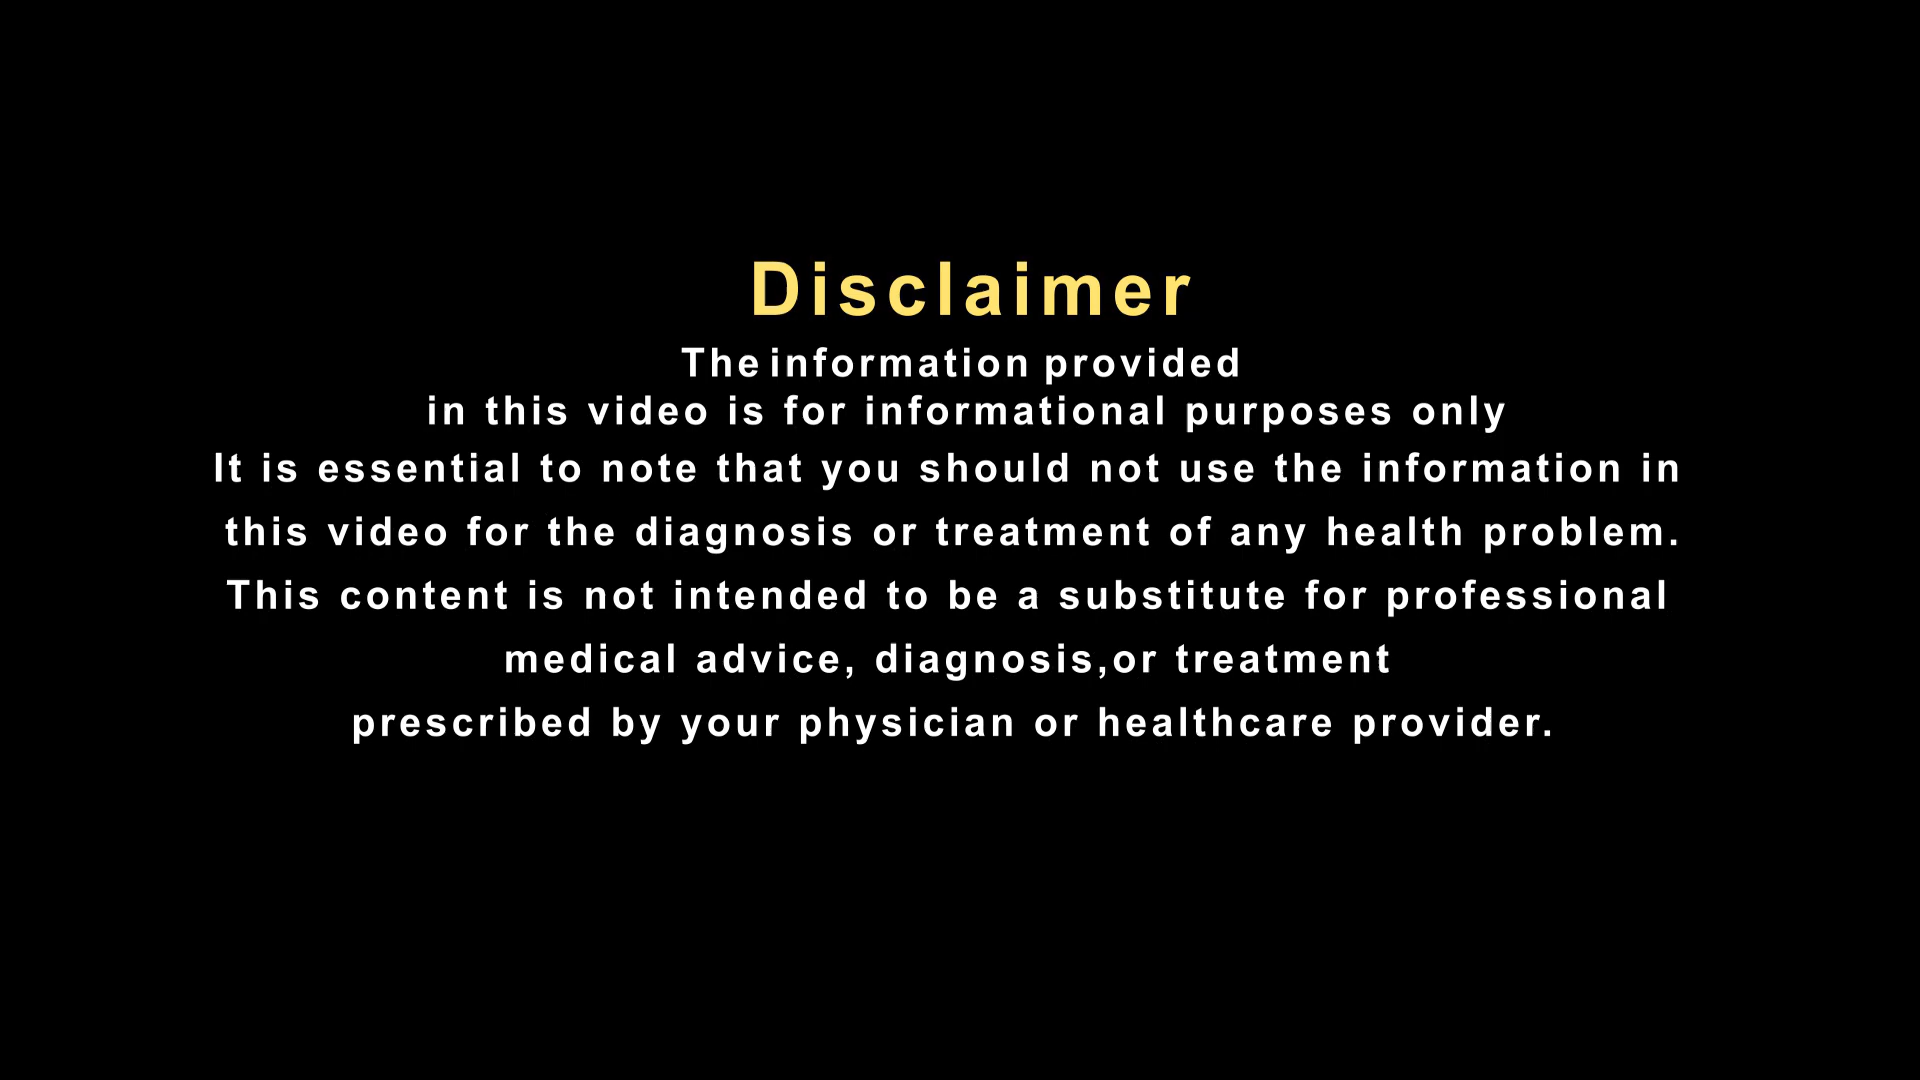 Disclaimer
The information provided
in this video is for informational purposes only
It is essential to note that you should not use the information in
this video for the diagnosis or treatment of any health problem.
This content is not intended to be a substitute for professional
medical advice, diagnosis,or treatment
prescribed by your physician or healthcare provider.